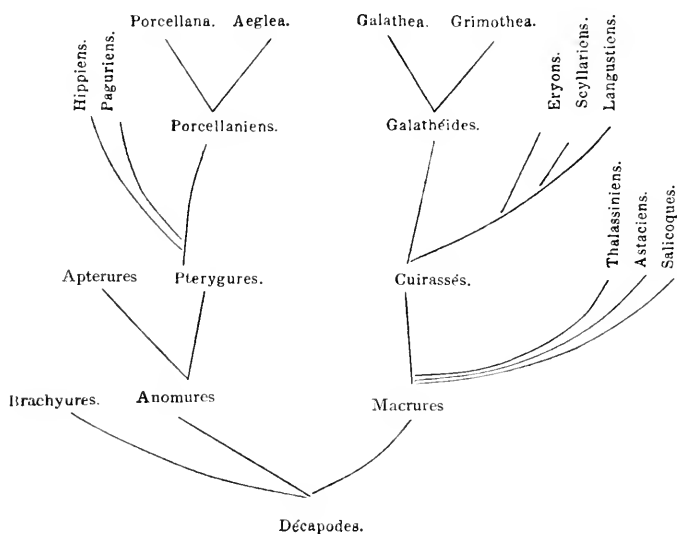 Porcellana. Aeglea. Galathea. Grimothea.
Hippiens.
Paguriens.
Eryons.
Scyllariens.
Langustiens.
Porcellaniens. Galathéides.
Thalassiniens.
Astaciens.
Salicoques.
Apterures Pterygures. Cuirassés.
Brachyures. Anomures Macrures
Décapodes.